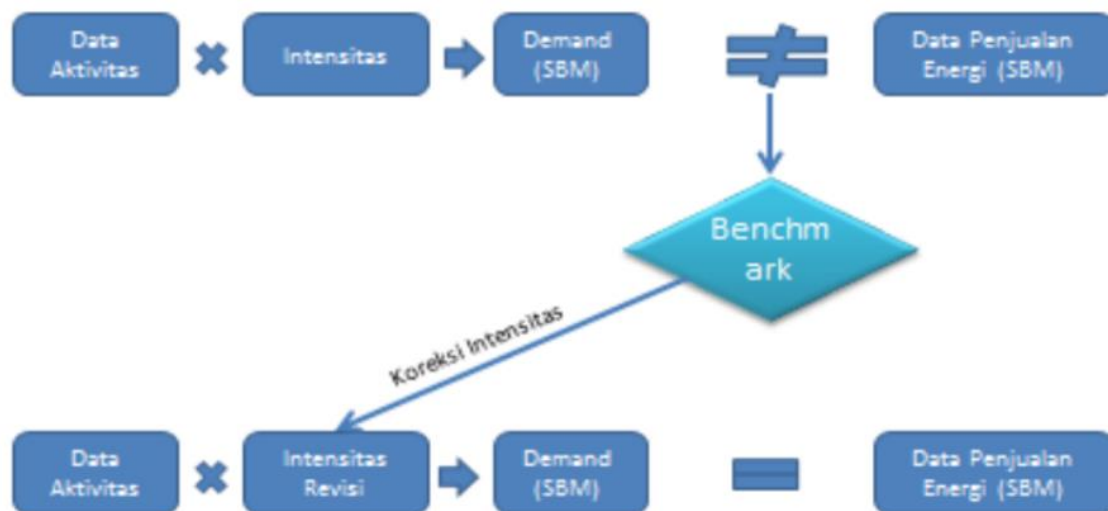 Data
Aktivitas
Intensitas
Demand
(SBM)
Data Penjualan
Energi (SBM)
Benchm
ark
Koreksi Intensitas
Data
Aktivitas
Intensitas
Revisi
Demand
(SBM)
Data Penjualan
Energi (SBM)